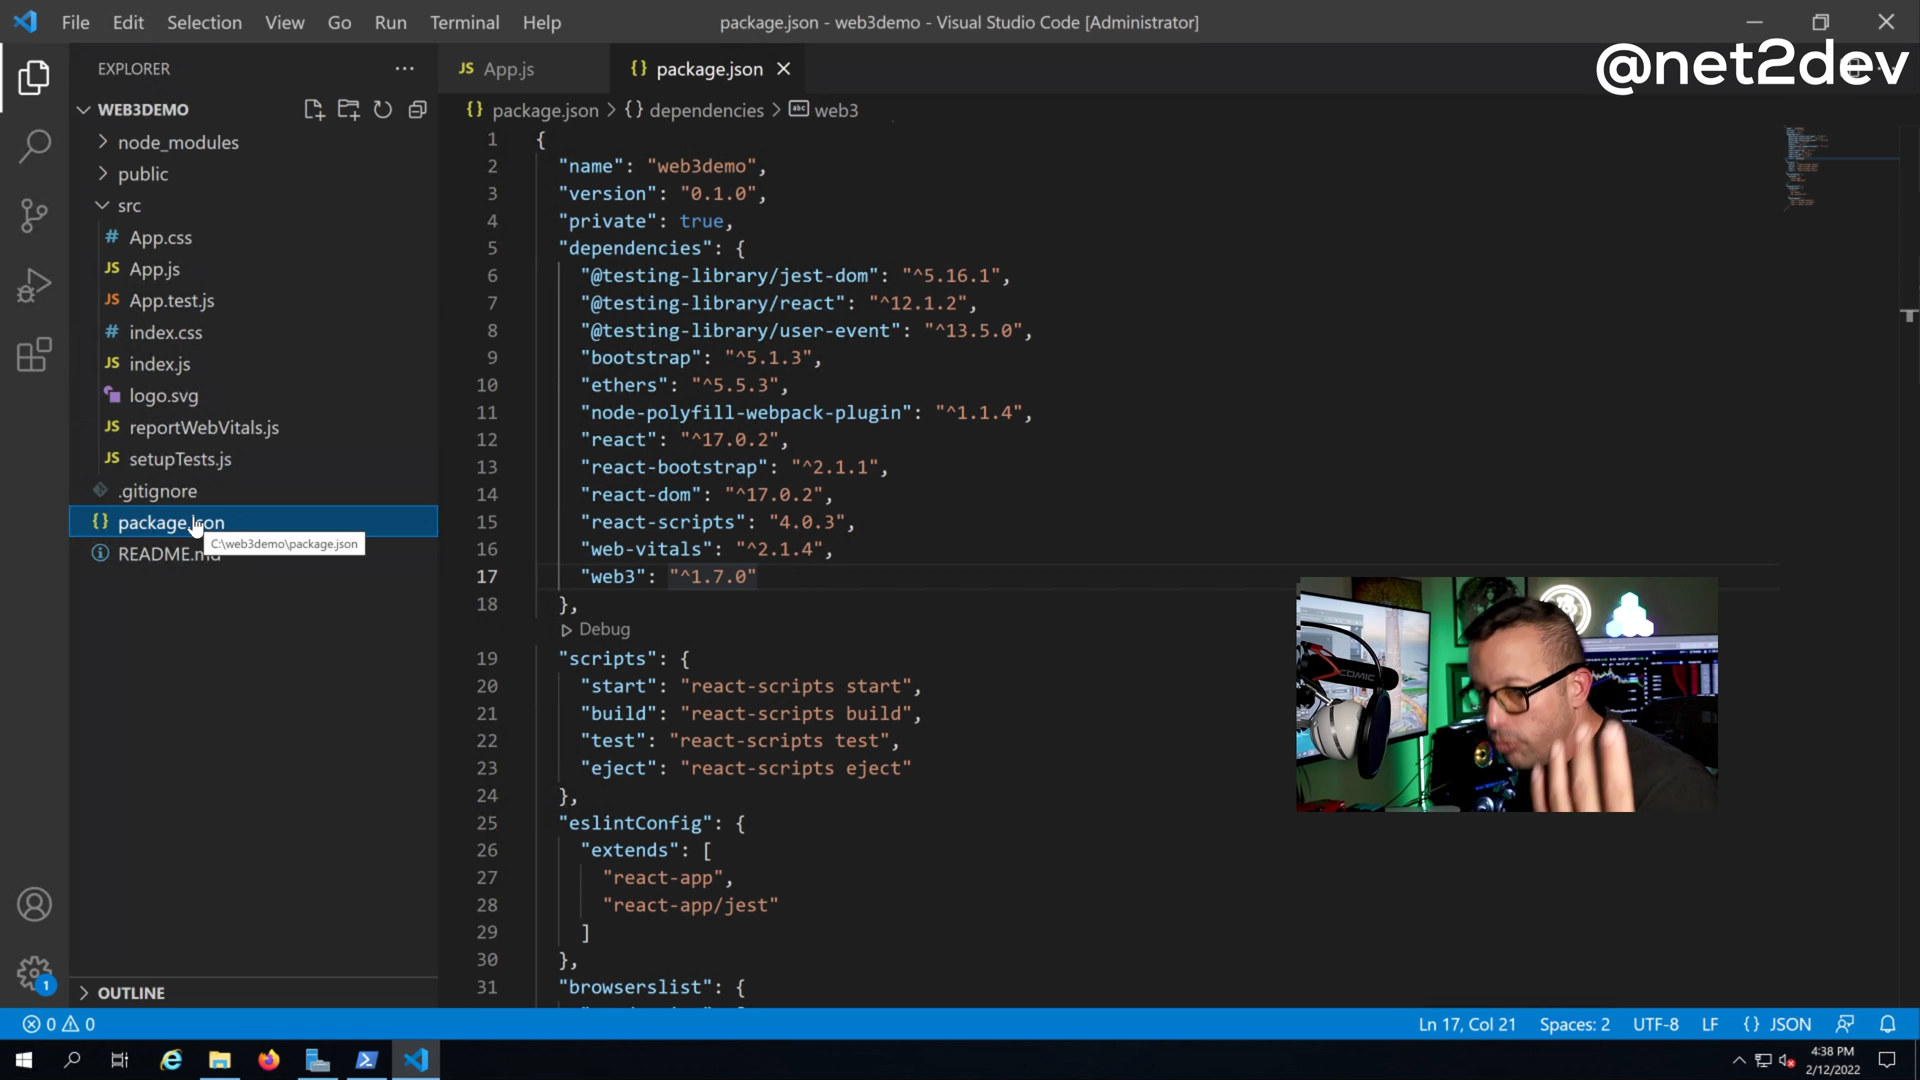 File Edit Selection View Go Run Terminal Help
package.json - web3demo - Visual Studio Code [Administrator]
@net2dev
EXPLORER
JS App.js
{} package.json
{} package.json > {} dependencies > abc web3
WEB3DEMO
node_modules
public
src
# App.css
JS App.js
JS App.test.js
# index.css
JS index.js
logo.svg
JS reportWebVitals.js
JS setupTests.js
.gitignore
{} package.json
C:\web3demo\package.json
README.md
OUTLINE
1 {
2 "name": "web3demo",
3 "version": "0.1.0",
4 "private": true,
5 "dependencies": {
6 "@testing-library/jest-dom": "^5.16.1",
7 "@testing-library/react": "^12.1.2",
8 "@testing-library/user-event": "^13.5.0",
9 "bootstrap": "^5.1.3",
10 "ethers": "^5.5.3",
11 "node-polyfill-webpack-plugin": "^1.1.4",
12 "react": "^17.0.2",
13 "react-bootstrap": "^2.1.1",
14 "react-dom": "^17.0.2",
15 "react-scripts": "4.0.3",
16 "web-vitals": "^2.1.4",
17 "web3": "^1.7.0"
18 },
Debug
19 "scripts": {
20 "start": "react-scripts start",
21 "build": "react-scripts build",
22 "test": "react-scripts test",
23 "eject": "react-scripts eject"
24 },
25 "eslintConfig": {
26 "extends": [
27 "react-app",
28 "react-app/jest"
29 ]
30 },
31 "browserslist": {
1
0 0
Ln 17, Col 21 Spaces: 2 UTF-8 LF {} JSON
4:38 PM
2/12/2022